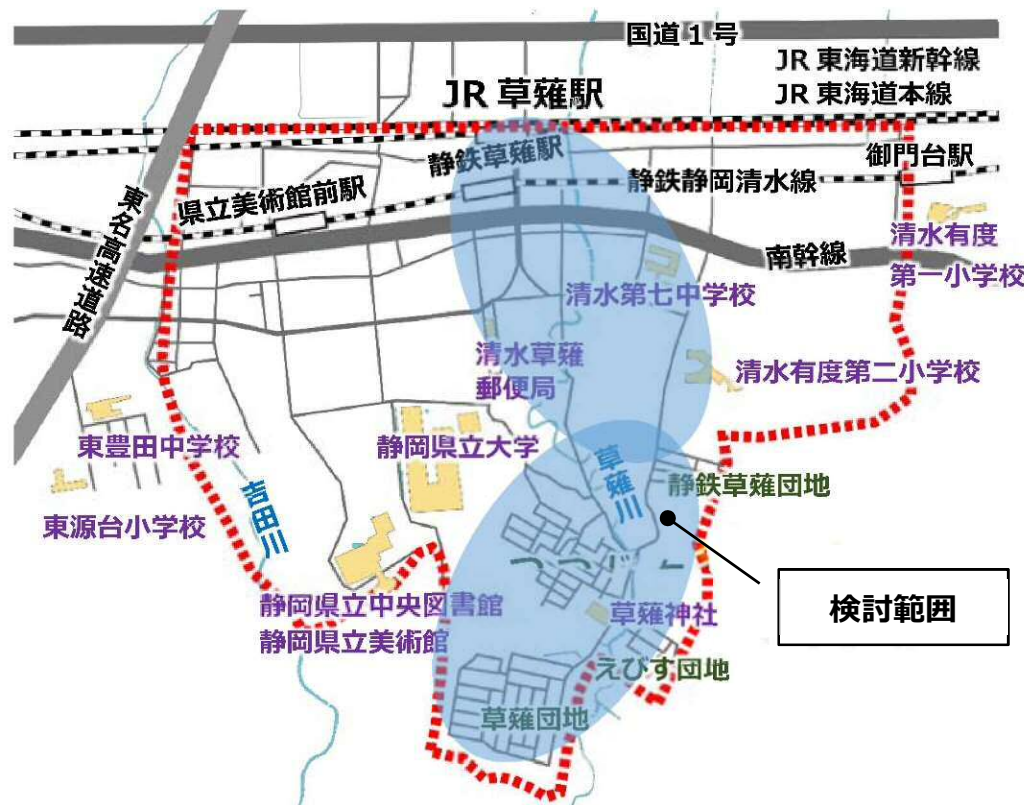 国道1号
JR 東海道新幹線
JR 東海道本線
JR 草薙駅
静鉄草薙駅
御門台駅
県立美術館前駅
静鉄静岡清水線
東名高速道路
南幹線
清水有度
第一小学校
清水第七中学校
清水草薙
郵便局
清水有度第二小学校
東豊田中学校
静岡県立大学
草薙川
静鉄草薙団地
吉田川
東源台小学校
検討範囲
静岡県立中央図書館
静岡県立美術館
草薙神社
えびす団地
草薙団地